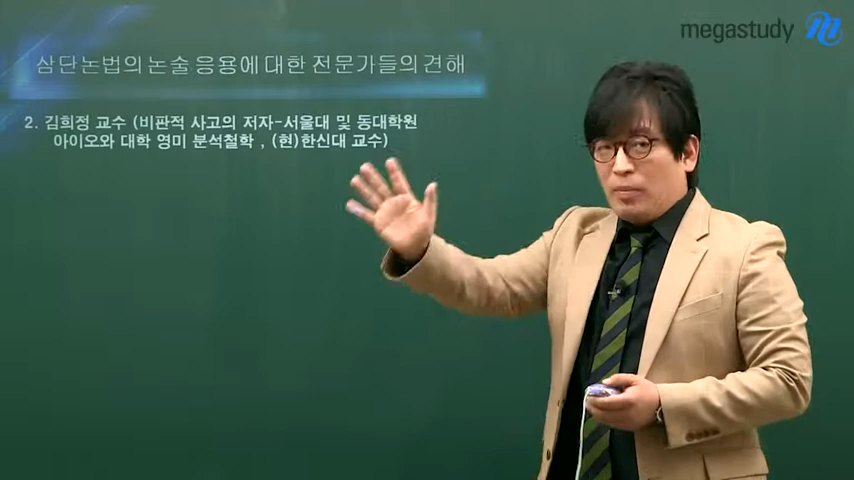 megastudy
삼단논법의 논술 응용에 대한 전문가들의 견해
2. 김희정 교수 (비판적 사고의 저자-서울대 및 동대학원
아이오와 대학 영미 분석철학 , (현)한신대 교수)